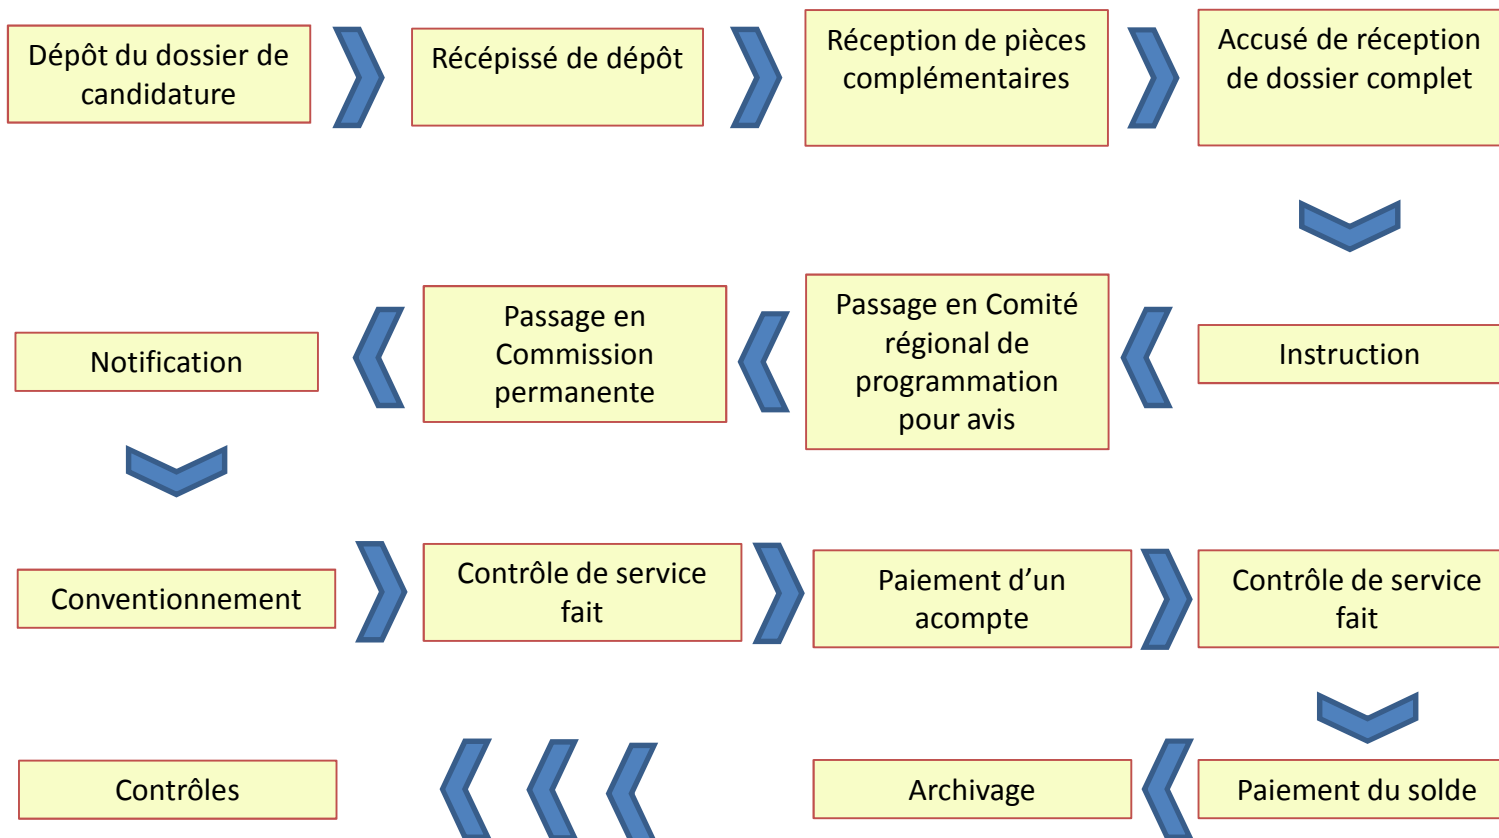 Dépôt du dossier de
candidature
Récépissé de dépôt
Réception de pièces
complémentaires
Accusé de réception
de dossier complet
Instruction
Passage en Comité
régional de
programmation
pour avis
Passage en
Commission
permanente
Notification
Conventionnement
Contrôle de service
fait
Paiement d’un
acompte
Contrôle de service
fait
Paiement du solde
Archivage
Contrôles